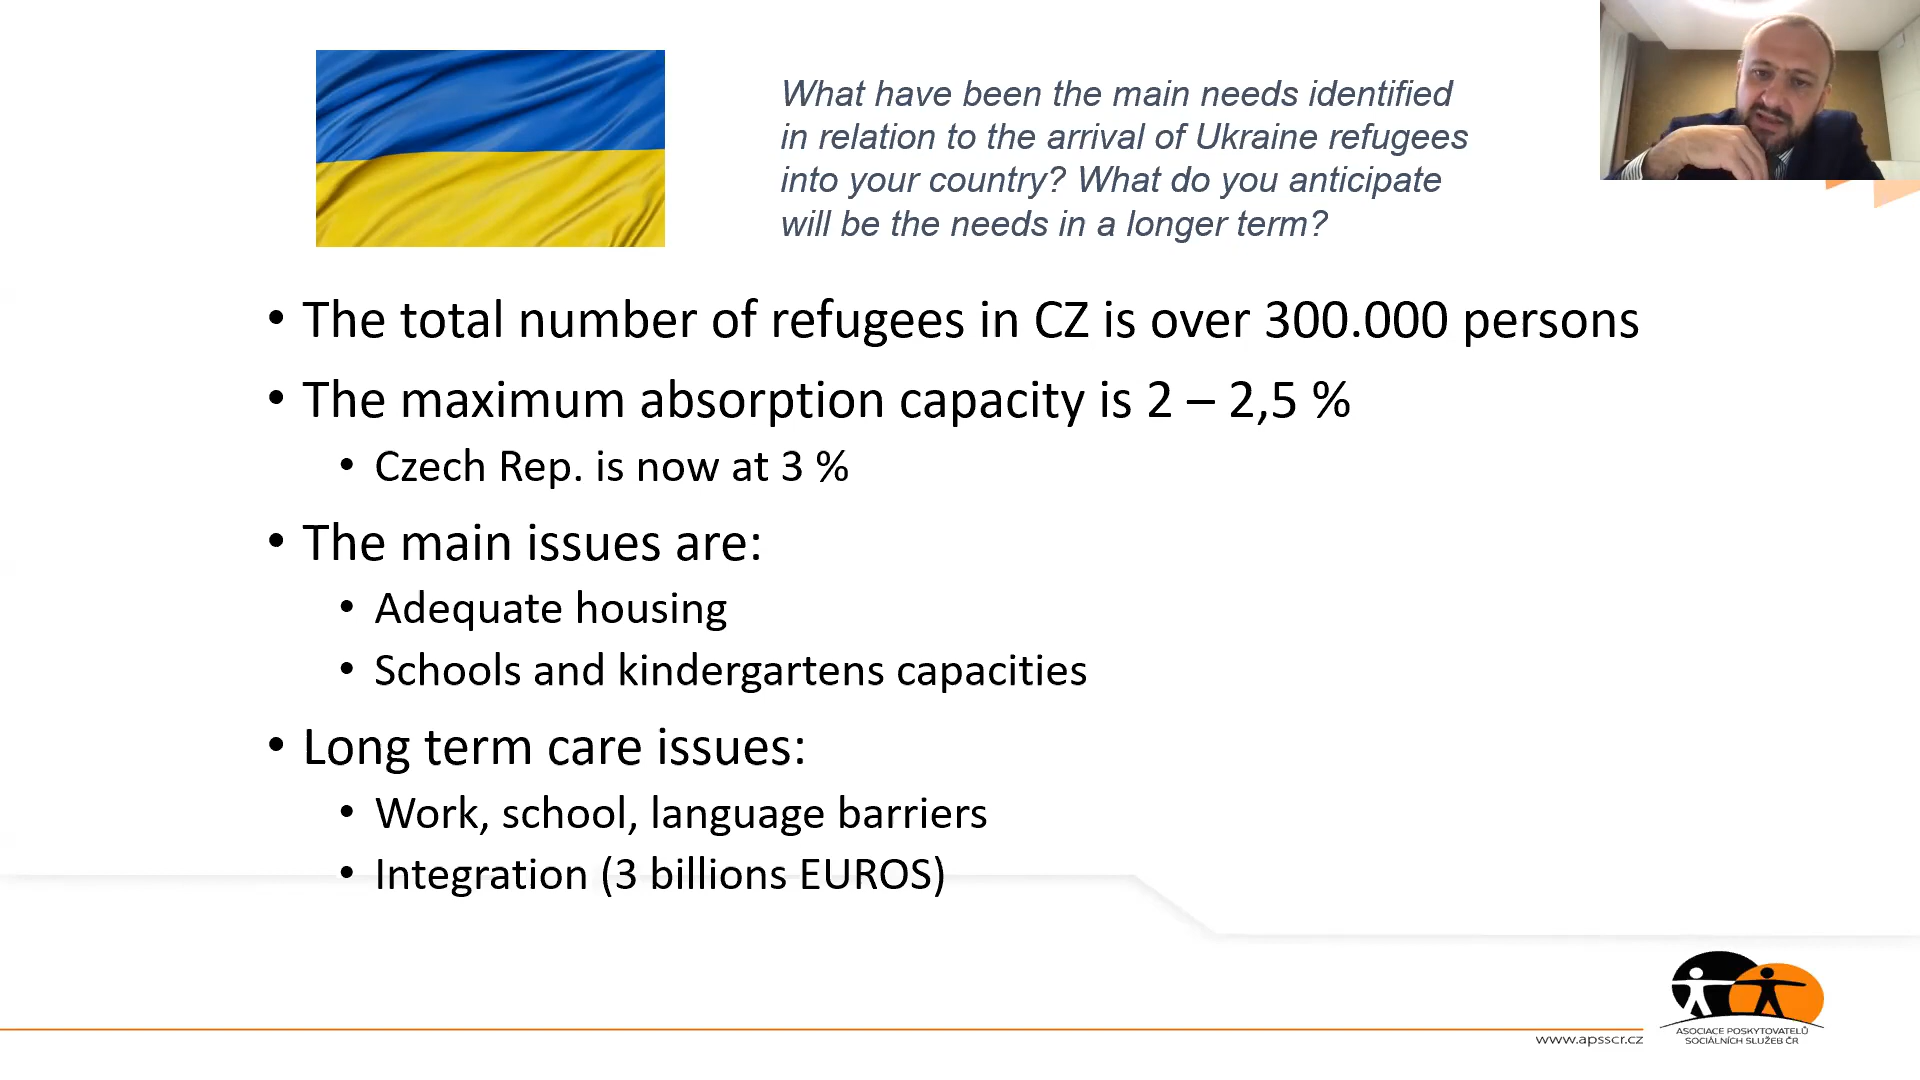 What have been the main needs identified
in relation to the arrival of Ukraine refugees
into your country? What do you anticipate
will be the needs in a longer term?
• The total number of refugees in CZ is over 300.000 persons
• The maximum absorption capacity is 2 – 2,5 %
• Czech Rep. is now at 3 %
• The main issues are:
• Adequate housing
• Schools and kindergartens capacities
• Long term care issues:
• Work, school, language barriers
• Integration (3 billions EUROS)
www.apsscr.cz
ASOCIACE POSKYTOVATELŮ
SOCIÁLNÍCH SLUŽEB ČR